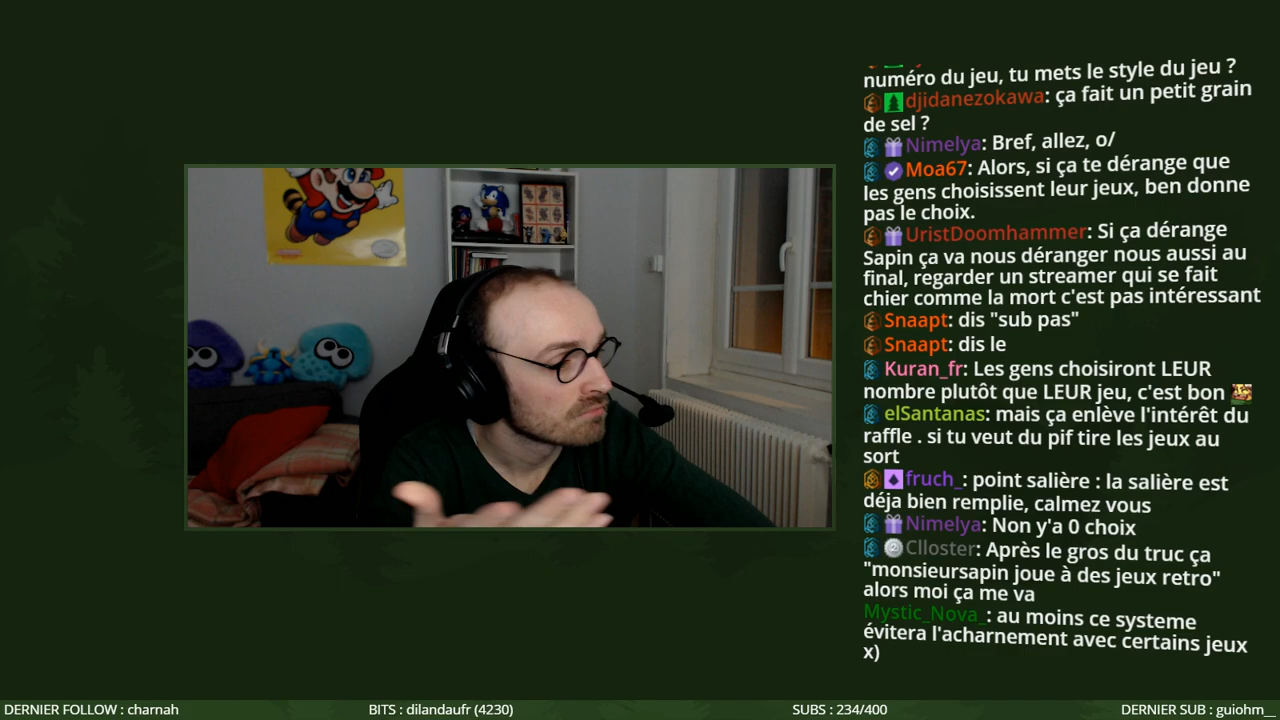 numéro du jeu, tu mets le style du jeu ?
djidanezokawa: ça fait un petit grain
de sel ?
Nimelya: Bref, allez, o/
Moa67: Alors, si ça te dérange que
les gens choisissent leur jeux, ben donne
pas le choix.
UristDoomhammer: Si ça dérange
Sapin ça va nous déranger nous aussi au
final, regarder un streamer qui se fait
chier comme la mort c'est pas intéressant
Snaapt: dis "sub pas"
Snaapt: dis le
Kuran_fr: Les gens choisiront LEUR
nombre plutôt que LEUR jeu, c'est bon
elSantanas: mais ça enlève l'intérêt du
raffle . si tu veut du pif tire les jeux au
sort
fruch_: point salière : la salière est
déja bien remplie, calmez vous
Nimelya: Non y'a 0 choix
Clloster: Après le gros du truc ça
"monsieursapin joue à des jeux retro"
alors moi ça me va
Mystic_Nova_: au moins ce systeme
évitera l'acharnement avec certains jeux
x)
DERNIER FOLLOW : charnah
BITS : dilandaufr (4230)
SUBS : 234/400
DERNIER SUB : guiohm__